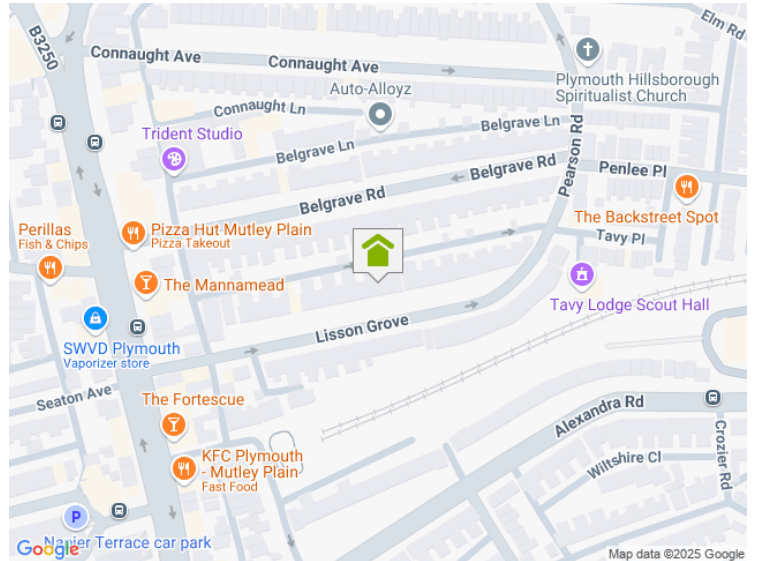 B3250
Connaught Ave
Connaught Ave
Elm Rd
Plymouth Hillsborough
Spiritualist Church
Auto-Alloyz
Connaught Ln
Trident Studio
Belgrave Ln
Belgrave Ln
Pearson Rd
Belgrave Rd
Penlee Pl
Belgrave Rd
The Backstreet Spot
Perillas
Fish & Chips
Pizza Hut Mutley Plain
Pizza Takeout
Tavy Pl
The Mannamead
Tavy Lodge Scout Hall
SWVD Plymouth
Vaporizer store
Lisson Grove
Seaton Ave
The Fortescue
Alexandra Rd
Crozier Rd
KFC Plymouth
- Mutley Plain
Fast Food
Wiltshire Cl
P
Napier Terrace car park
Google
Map data ©2025 Google